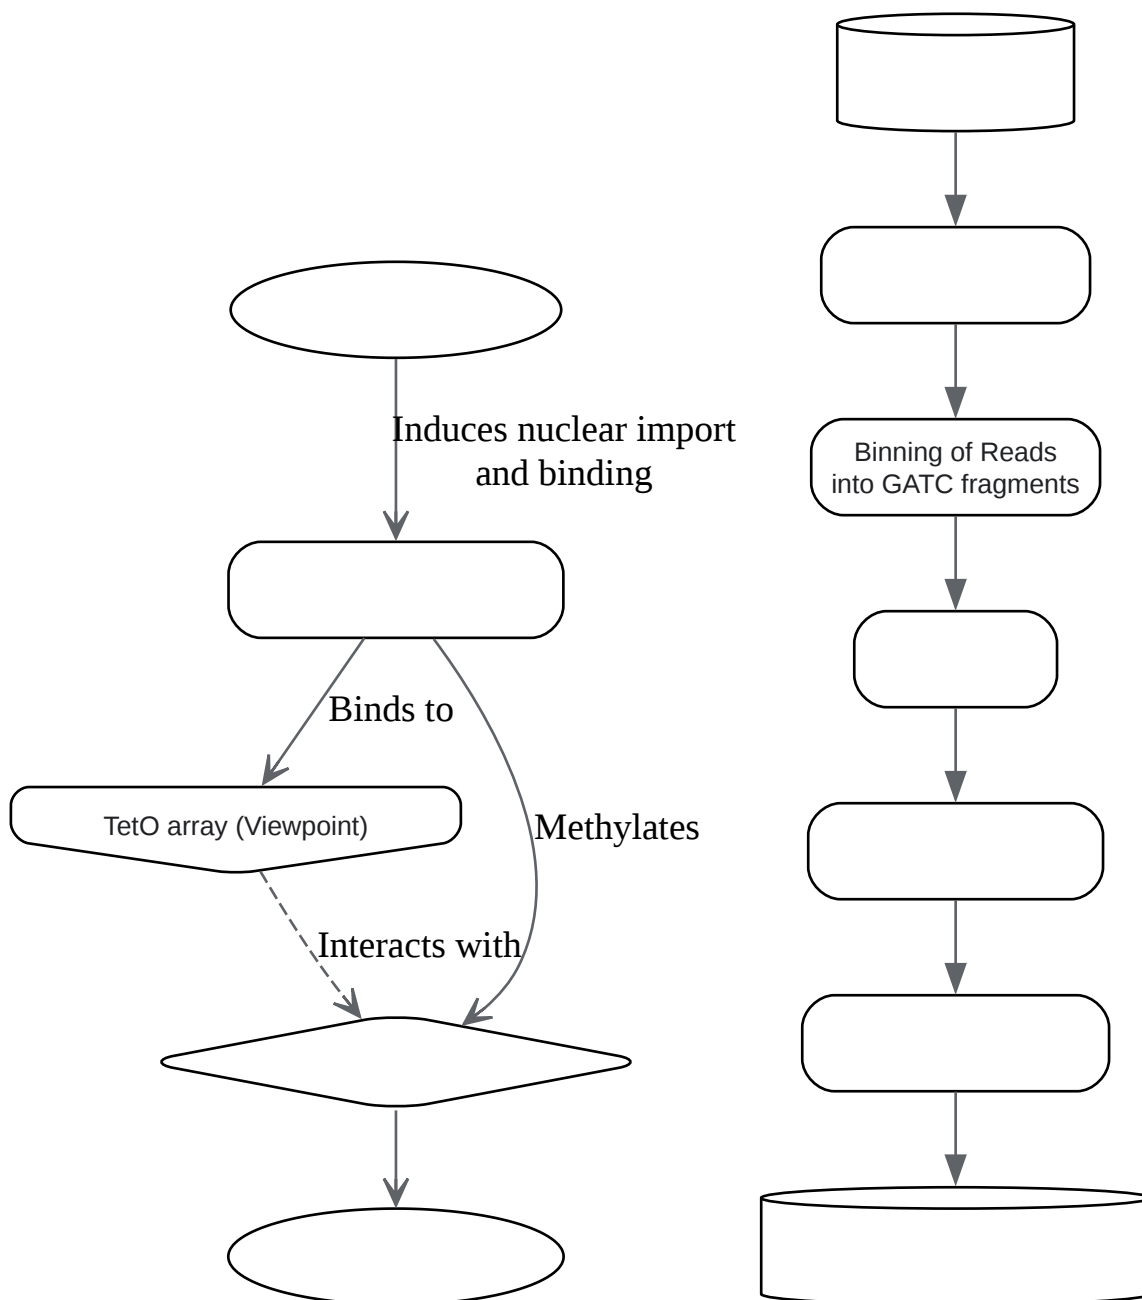 Induces nuclear import
and binding
Binds to
TetO array (Viewpoint)
Methylates
Interacts with
Binning of Reads
into GATC fragments